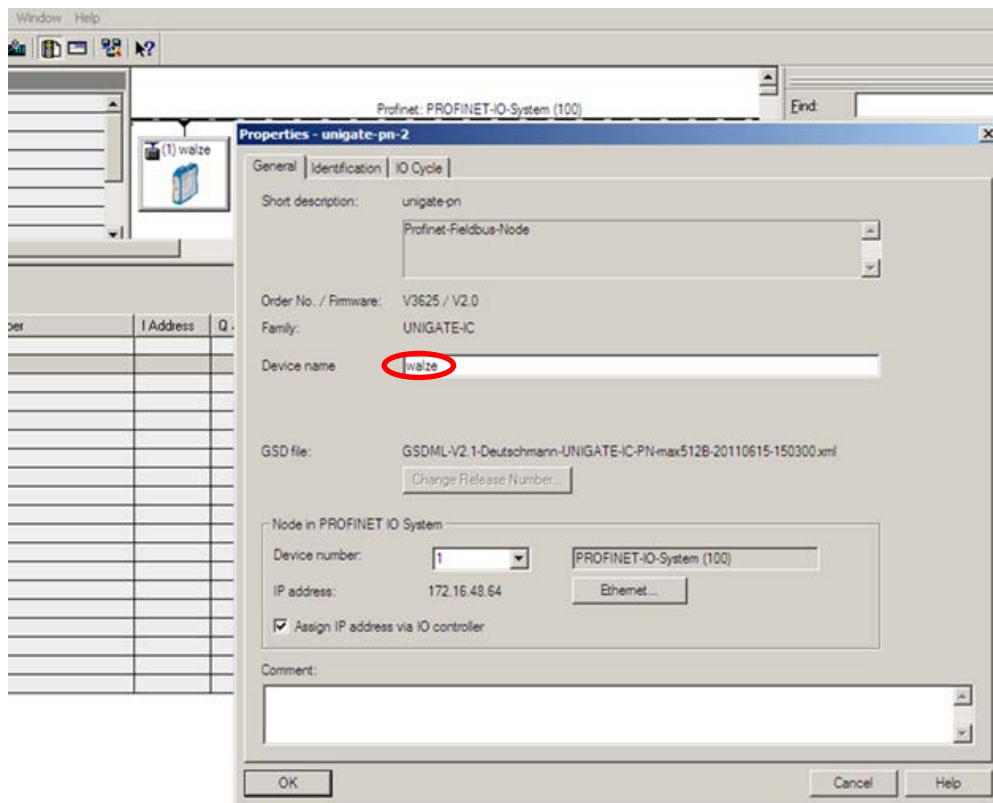 Window Help
Profinet: PROFINET-IO-System (100)
Find:
(1) walze
Properties - unigate-pn-2
General Identification IO Cycle
Short description: unigate-pn
Profinet-Fieldbus-Node
Order No. / Firmware: V3625 / V2.0
I Address Q
Family: UNIGATE-IC
Device name walze
GSD file: GSDML-V2.1-Deutschmann-UNIGATE-IC-PN-max512B-20110615-150300.xml
Change Release Number...
Node in PROFINET IO System
Device number: 1 PROFINET-IO-System (100)
IP address: 172.16.48.64 Ethernet...
Assign IP address via IO controller
Comment:
OK Cancel Help